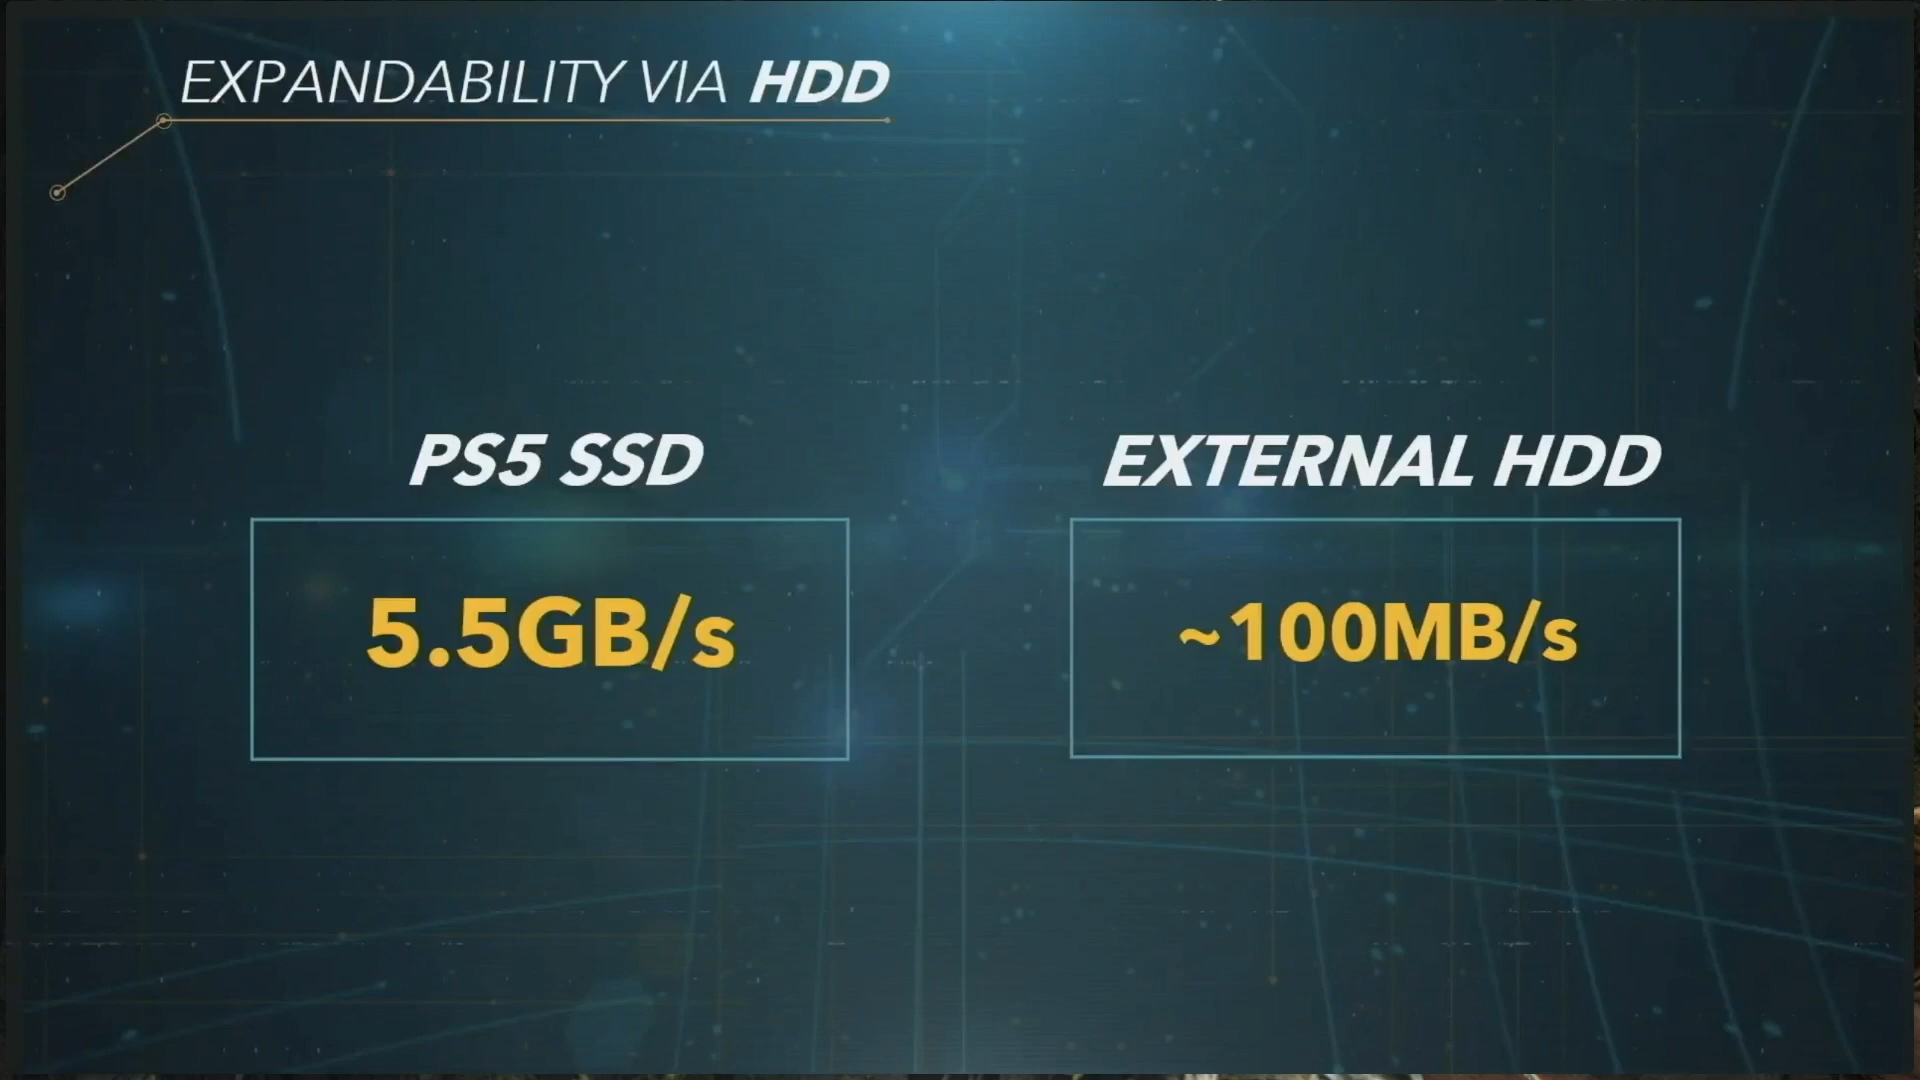 EXPANDABILITY VIA HDD
PS5 SSD
EXTERNAL HDD
5.5GB/s
~100MB/s